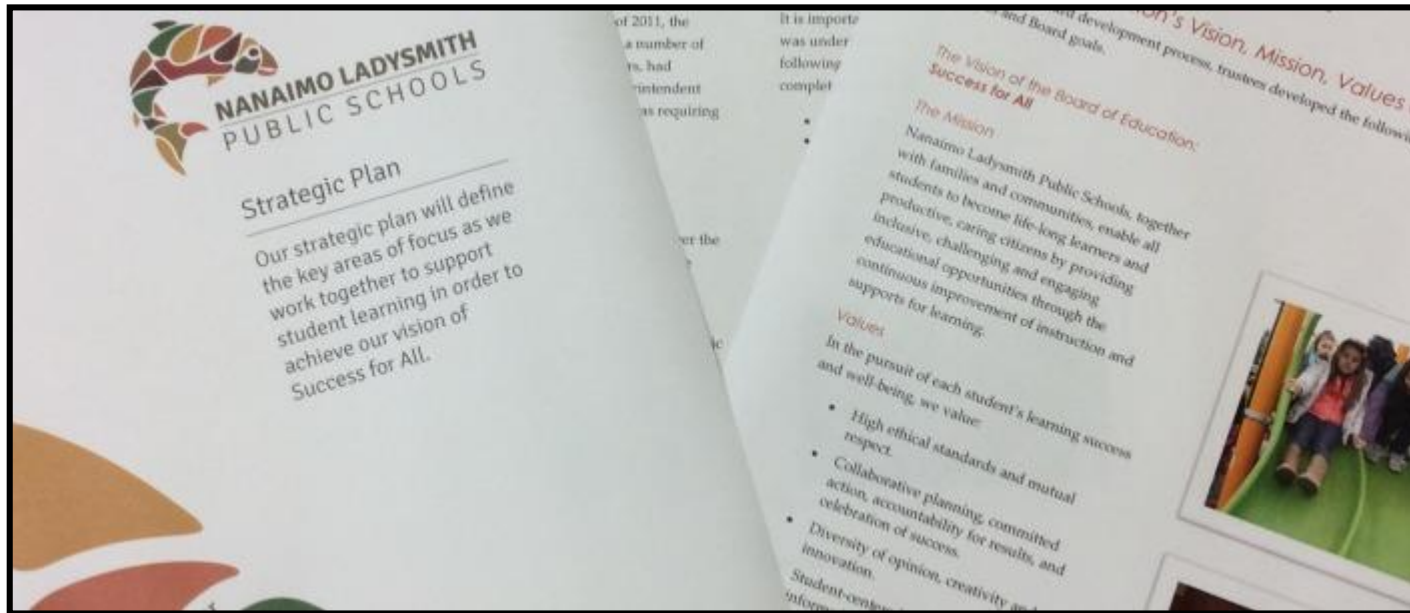 NANAIMO LADYSMITH
PUBLIC SCHOOLS
Strategic Plan
Our strategic plan will define
the key areas of focus as we
work together to support
student learning in order to
achieve our vision of
Success for All.
of 2011, the
a number of
had
as requiring
the
It is
was under
following
Vision, Mission, Values
development process, trustees developed the
and Board goals.
The Vision of the Board of Education:
Success for All
The Mission
Nanaimo Ladysmith Public Schools, together
with families and communities, enable all
students to become life-long learners and
productive, caring citizens by providing
inclusive, challenging and engaging
educational opportunities through the
continuous improvement of instruction and
supports for learning.
Values
In the pursuit of each student's learning success
and well-being, we value:
• High ethical standards and mutual
respect.
• Collaborative planning, committed
action, accountability for results, and
celebration of success.
• Diversity of opinion, creativity and
innovation.